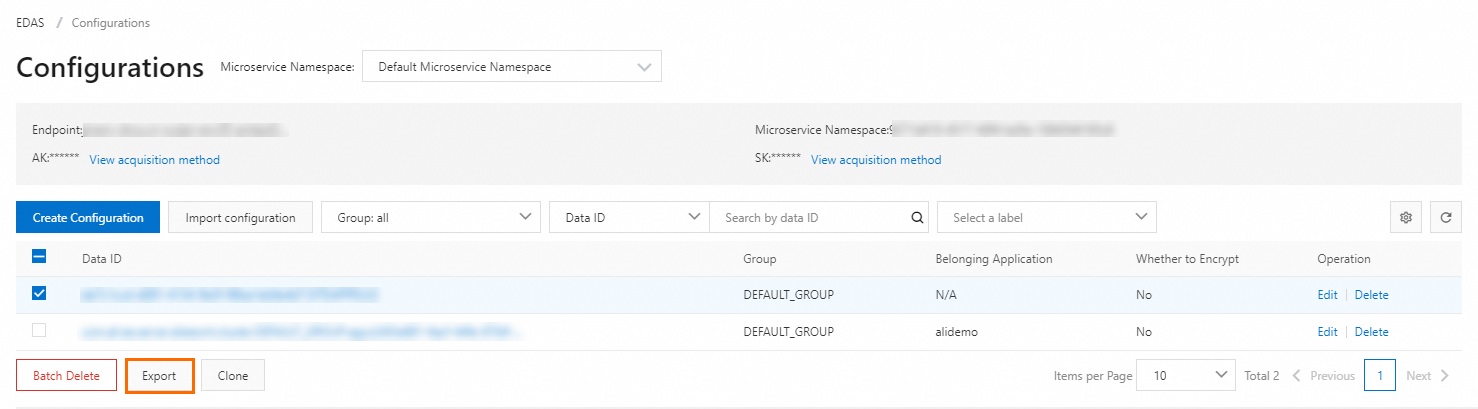 EDAS / Configurations
Configurations Microservice Namespace: Default Microservice Namespace
Endpoint: Microservice Namespace:9
AK:****** View acquisition method SK:****** View acquisition method
Create Configuration Import configuration Group: all Data ID Search by data ID Select a label
Data ID Group Belonging Application Whether to Encrypt Operation
DEFAULT_GROUP N/A No Edit | Delete
DEFAULT_GROUP alidemo No Edit | Delete
Batch Delete Export Clone Items per Page 10 Total 2 Previous 1 Next